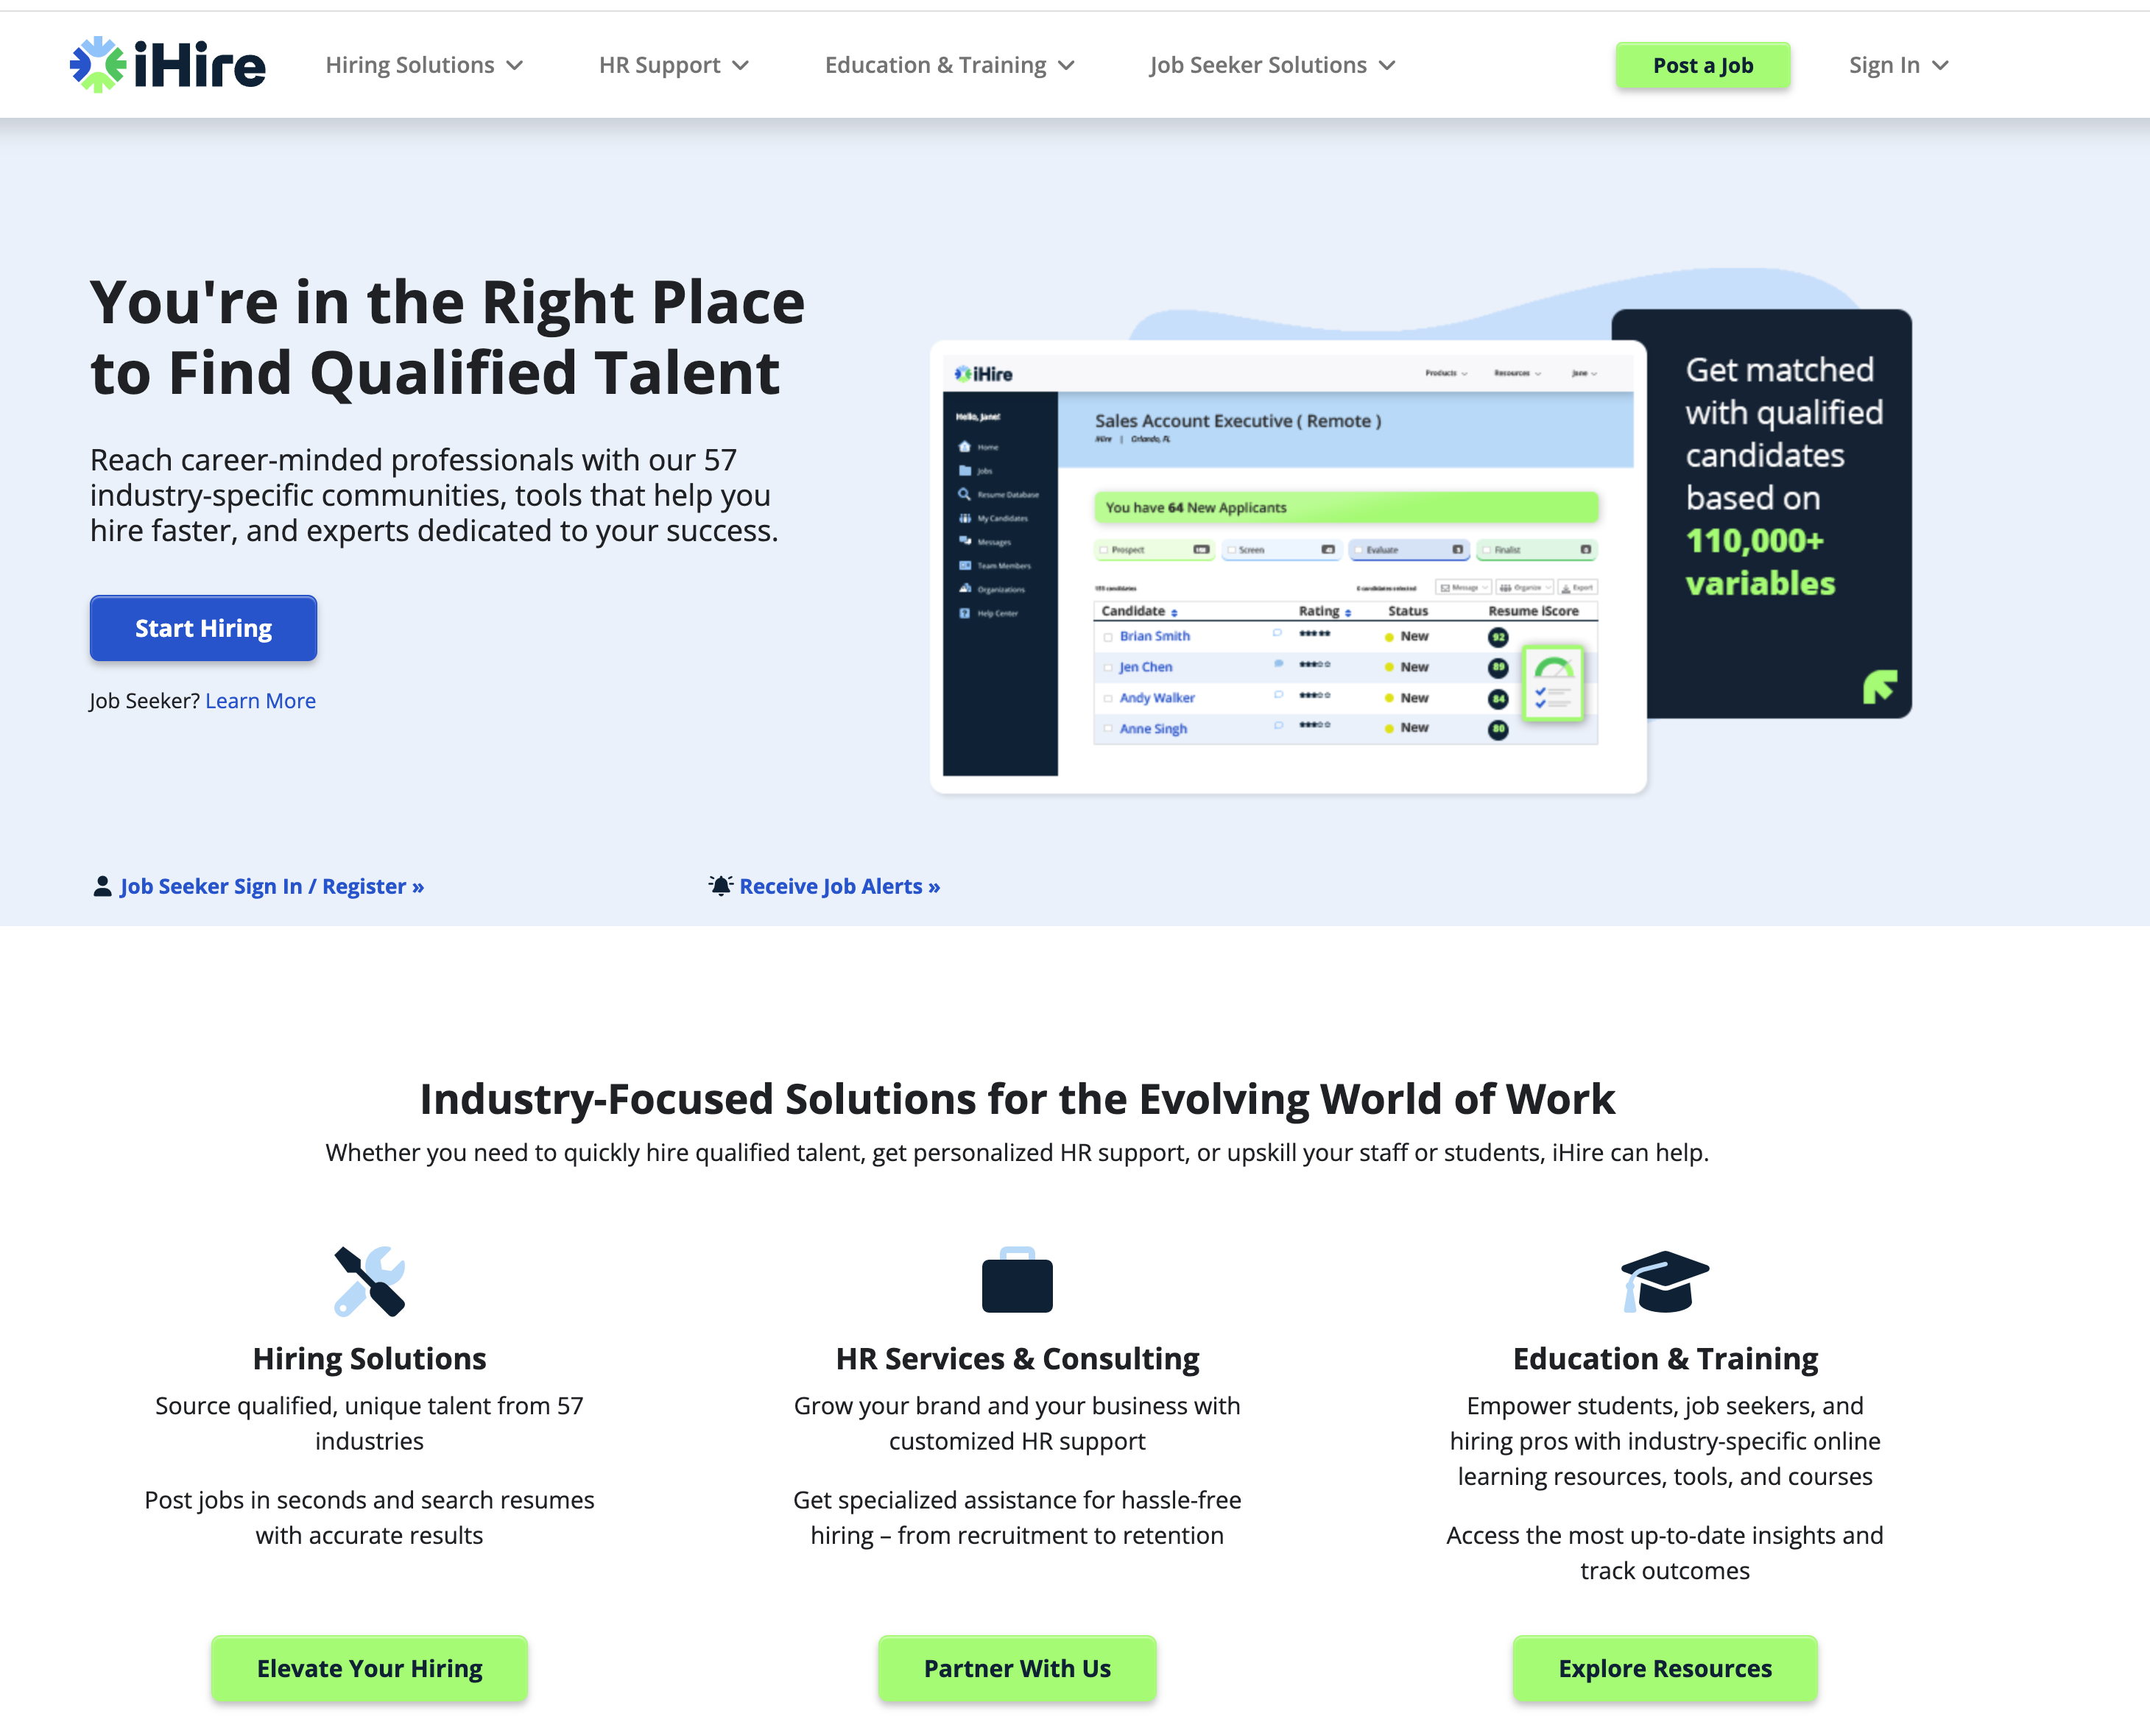 iHire
Hiring Solutions
HR Support
Education & Training
Job Seeker Solutions
Post a Job
Sign In
You're in the Right Place
to Find Qualified Talent
Reach career-minded professionals with our 57
industry-specific communities, tools that help you
hire faster, and experts dedicated to your success.
Start Hiring
Job Seeker? Learn More
iHire
Products
Resources
Jane
Hello, Jane!
Home
Jobs
Resume Database
My Candidates
Messages
Team Members
Organizations
Help Center
Sales Account Executive ( Remote )
iHire | Orlando, FL
You have 64 New Applicants
Prospect
Screen
Evaluate
Finalist
candidates
0 candidates selected
Message
Organize
Export
Candidate Rating Status Resume iScore
Brian Smith New 92
Jen Chen New 89
Andy Walker New 84
Anne Singh New 80
Get matched
with qualified
candidates
based on
110,000+
variables
Job Seeker Sign In / Register »
Receive Job Alerts »
Industry-Focused Solutions for the Evolving World of Work
Whether you need to quickly hire qualified talent, get personalized HR support, or upskill your staff or students, iHire can help.
Hiring Solutions
Source qualified, unique talent from 57
industries
Post jobs in seconds and search resumes
with accurate results
Elevate Your Hiring
HR Services & Consulting
Grow your brand and your business with
customized HR support
Get specialized assistance for hassle-free
hiring – from recruitment to retention
Partner With Us
Education & Training
Empower students, job seekers, and
hiring pros with industry-specific online
learning resources, tools, and courses
Access the most up-to-date insights and
track outcomes
Explore Resources